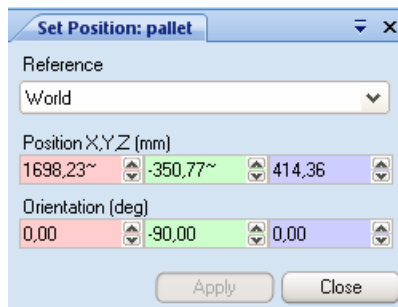 Set Position: pallet
Reference
World
Position X,Y,Z (mm)
1698,23~ -350,77~ 414,36
Orientation (deg)
0,00 -90,00 0,00
Apply Close